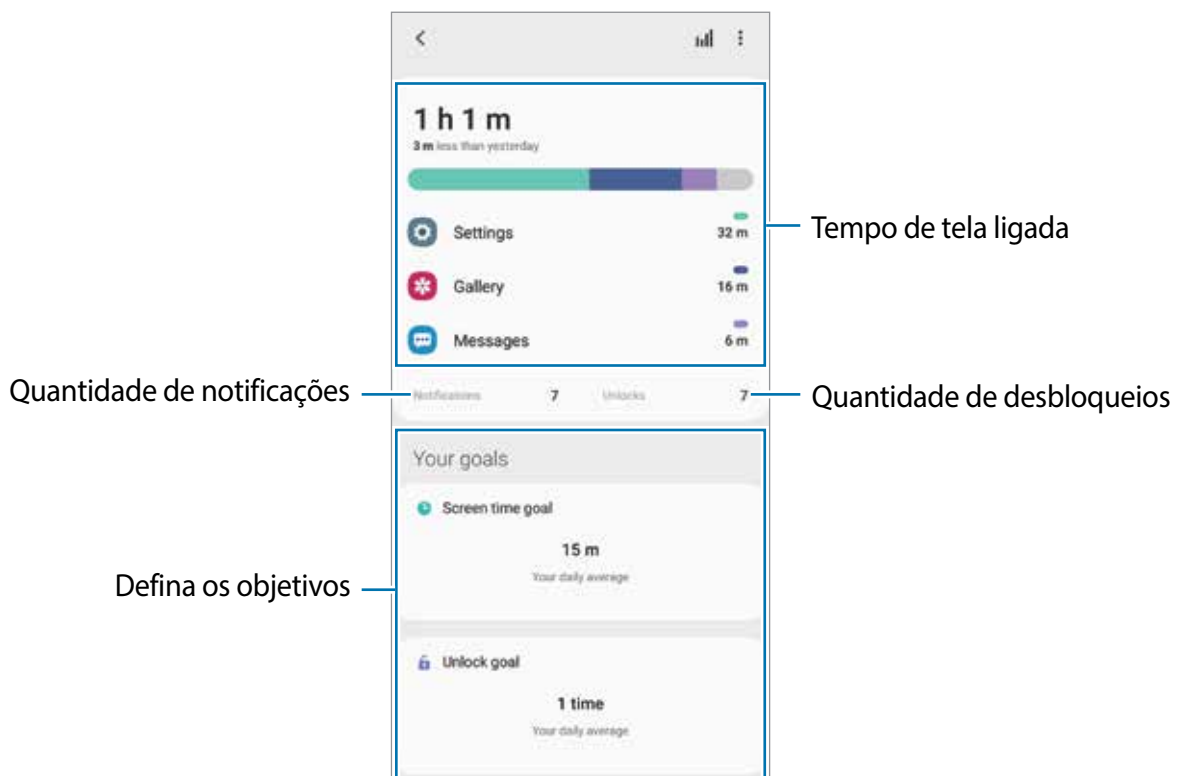 1 h 1 m
3 m less than yesterday
Settings
32 m
Tempo de tela ligada
Gallery
16 m
Messages
6 m
Quantidade de notificações
Notifications 7 Unlocks 7
Quantidade de desbloqueios
Your goals
Screen time goal
15 m
Your daily average
Defina os objetivos
Unlock goal
1 time
Your daily average